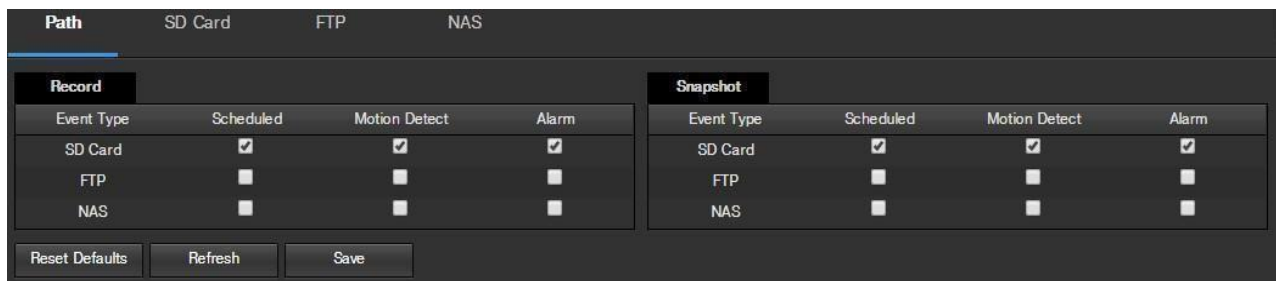 Path SD Card FTP NAS
Record
Event Type Scheduled Motion Detect Alarm
SD Card
FTP
NAS
Snapshot
Event Type Scheduled Motion Detect Alarm
SD Card
FTP
NAS
Reset Defaults Refresh Save